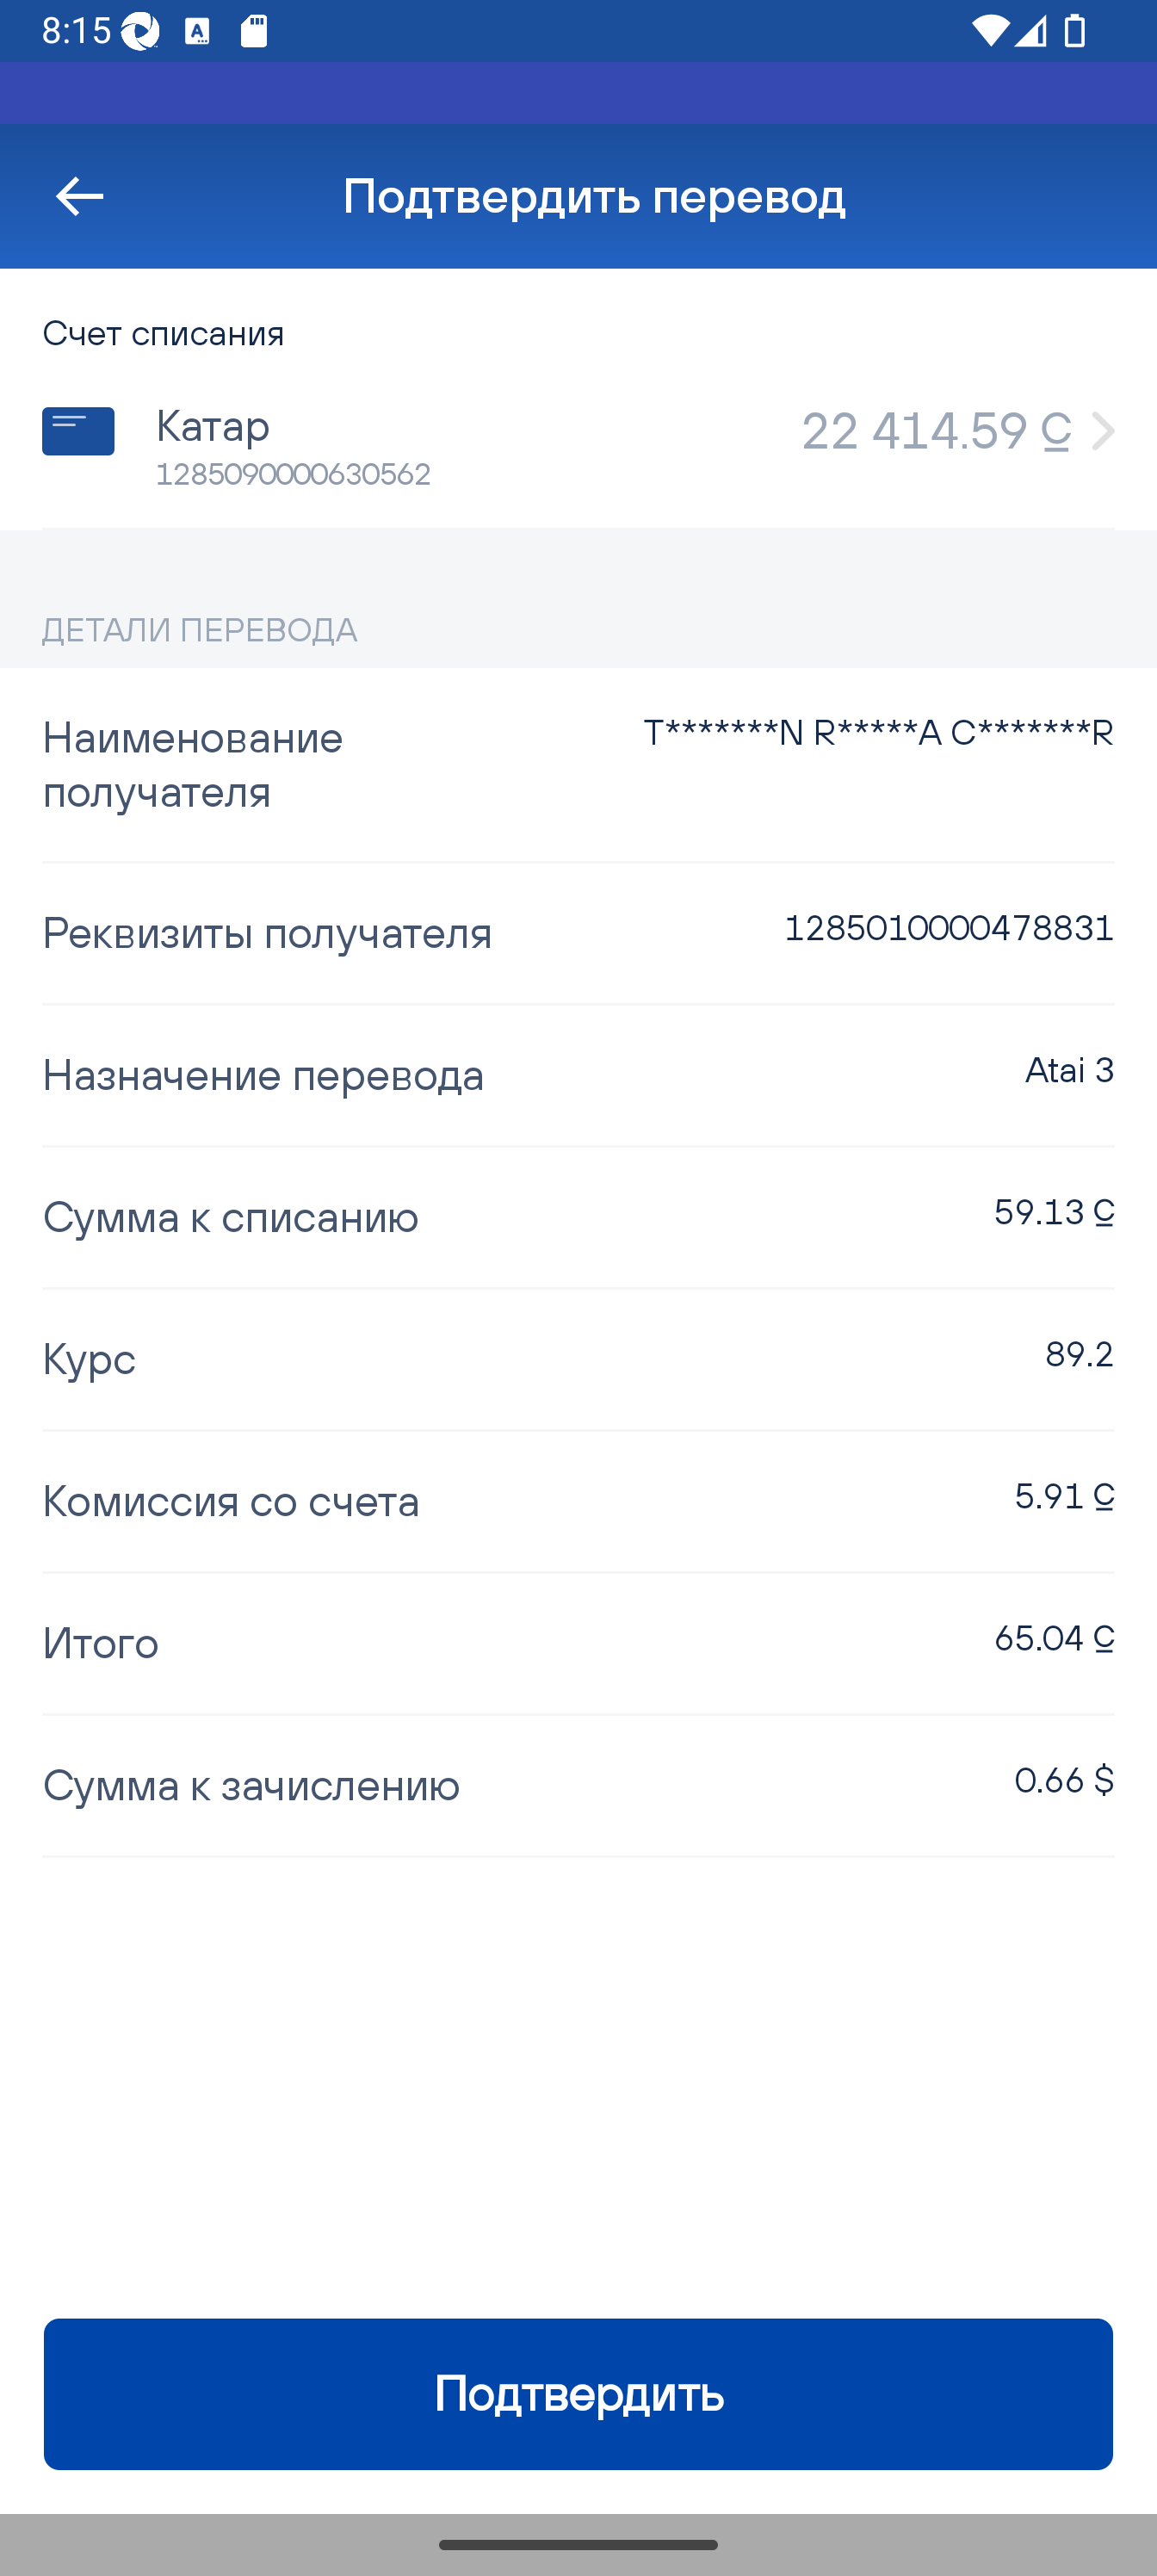 8:15
Подтвердить перевод
Счет списания
Катар
22 414.59 С
1285090000630562
ДЕТАЛИ ПЕРЕВОДА
Наименование
получателя
T*******N R*****A C*******R
Реквизиты получателя
1285010000478831
Назначение перевода
Atai 3
Сумма к списанию
59.13 С
Курс
89.2
Комиссия со счета
5.91 С
Итого
65.04 С
Сумма к зачислению
0.66 $
Подтвердить